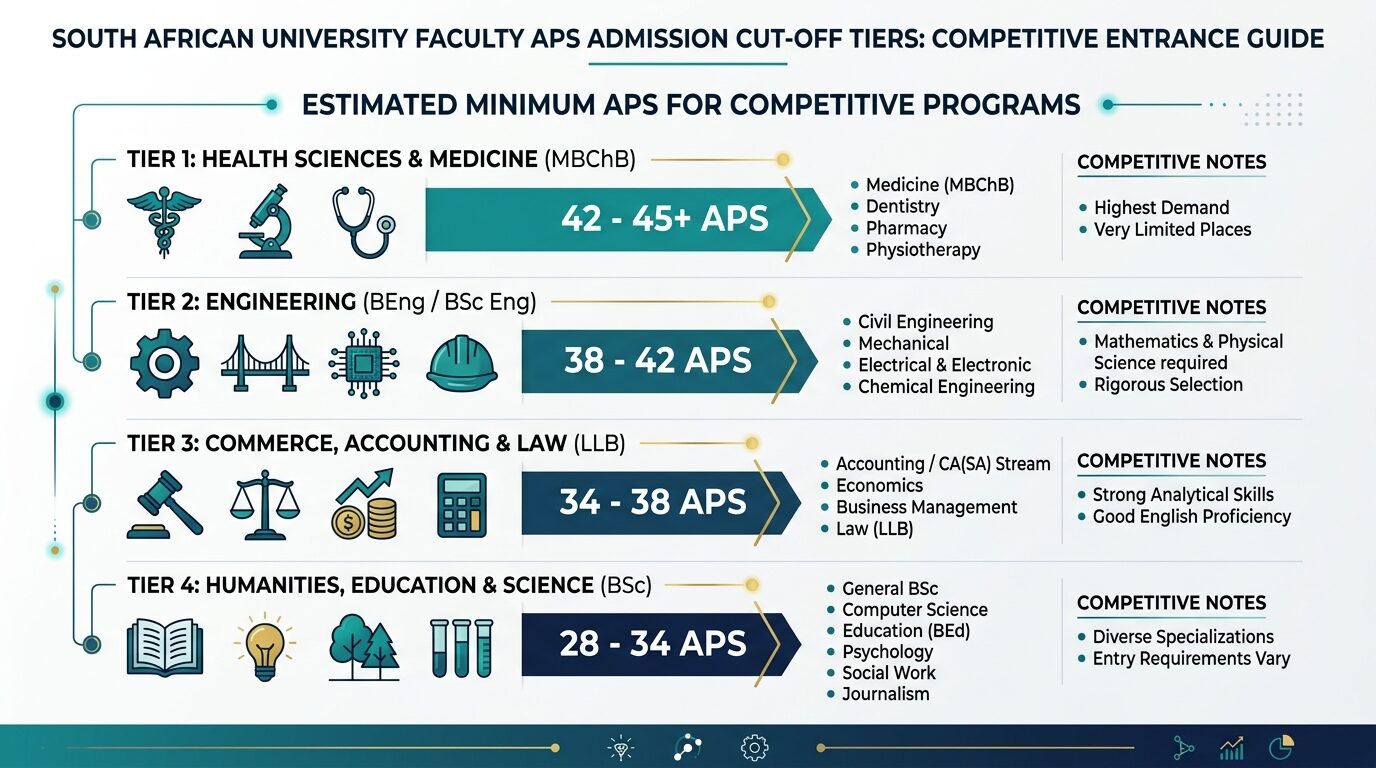 SOUTH AFRICAN UNIVERSITY FACULTY APS ADMISSION CUT-OFF TIERS: COMPETITIVE ENTRANCE GUIDE
ESTIMATED MINIMUM APS FOR COMPETITIVE PROGRAMS
TIER 1: HEALTH SCIENCES & MEDICINE (MBChB)
42 - 45+ APS
• Medicine (MBChB)
• Dentistry
• Pharmacy
• Physiotherapy
COMPETITIVE NOTES
• Highest Demand
• Very Limited Places
TIER 2: ENGINEERING (BEng / BSc Eng)
38 - 42 APS
• Civil Engineering
• Mechanical
• Electrical & Electronic
• Chemical Engineering
COMPETITIVE NOTES
• Mathematics & Physical
Science required
• Rigorous Selection
TIER 3: COMMERCE, ACCOUNTING & LAW (LLB)
34 - 38 APS
• Accounting / CA(SA) Stream
• Economics
• Business Management
• Law (LLB)
COMPETITIVE NOTES
• Strong Analytical Skills
• Good English Proficiency
TIER 4: HUMANITIES, EDUCATION & SCIENCE (BSc)
28 - 34 APS
• General BSc
• Computer Science
• Education (BEd)
• Psychology
• Social Work
• Journalism
COMPETITIVE NOTES
• Diverse Specializations
• Entry Requirements Vary